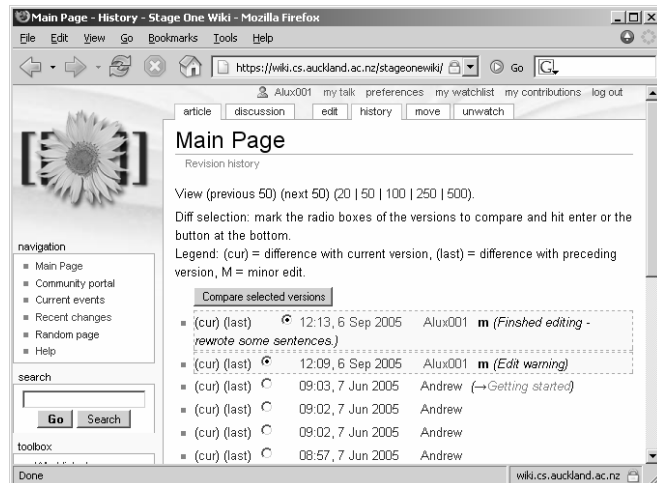 Main Page - History - Stage One Wiki - Mozilla Firefox
File Edit View Go Bookmarks Tools Help
https://wiki.cs.auckland.ac.nz/stageonewiki/ Go G
Alux001 my talk preferences my watchlist my contributions log out
article discussion edit history move unwatch
Main Page
Revision history
View (previous 50) (next 50) (20 | 50 | 100 | 250 | 500).
Diff selection: mark the radio boxes of the versions to compare and hit enter or the
button at the bottom.
Legend: (cur) = difference with current version, (last) = difference with preceding
version, M = minor edit.
Compare selected versions
(cur) (last) 12:13, 6 Sep 2005 Alux001 m (Finshed editing -
rewrote some sentences.)
(cur) (last) 12:09, 6 Sep 2005 Alux001 m (Edit warning)
(cur) (last) 09:03, 7 Jun 2005 Andrew (→Getting started)
(cur) (last) 09:02, 7 Jun 2005 Andrew
(cur) (last) 09:02, 7 Jun 2005 Andrew
(cur) (last) 08:57, 7 Jun 2005 Andrew
navigation
Main Page
Community portal
Current events
Recent changes
Random page
Help
search
Go Search
toolbox
Done wiki.cs.auckland.ac.nz